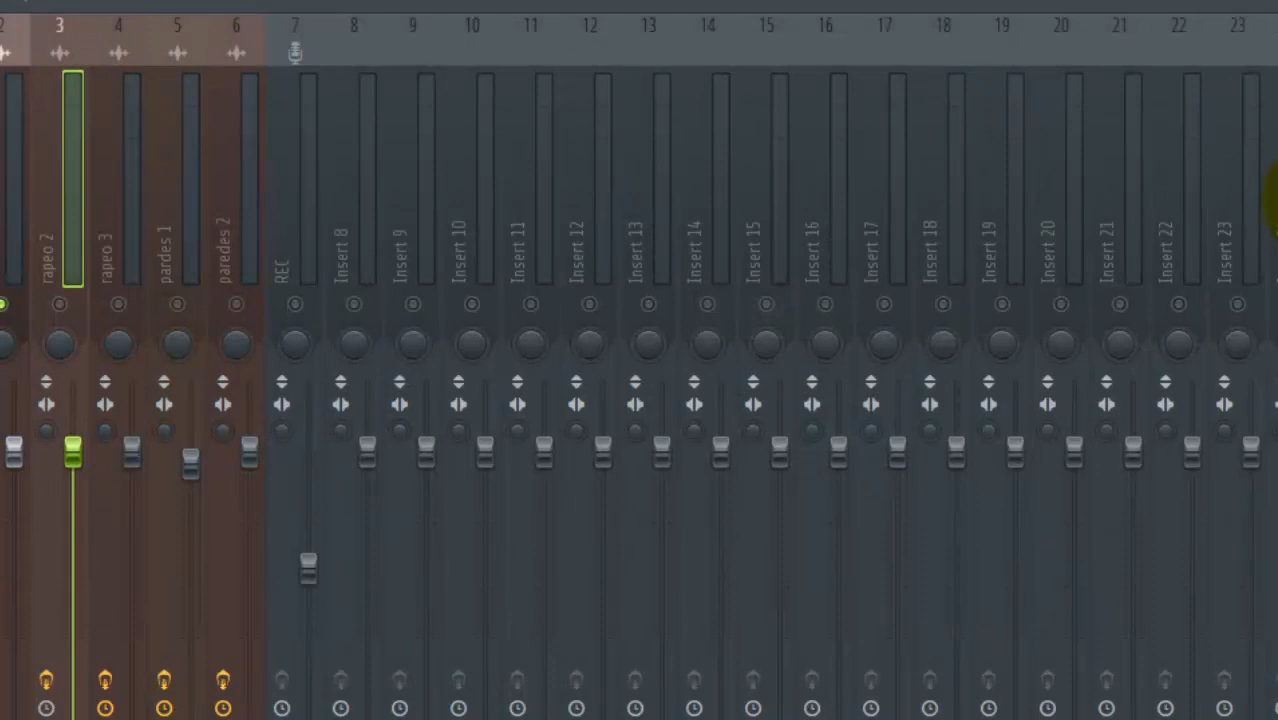 2 3 4 5 6 7 8 9 10 11 12 13 14 15 16 17 18 19 20 21 22 23
rapeo 2
rapeo 3
pardes 1
paredes 2
REC
Insert 8
Insert 9
Insert 10
Insert 11
Insert 12
Insert 13
Insert 14
Insert 15
Insert 16
Insert 17
Insert 18
Insert 19
Insert 20
Insert 21
Insert 22
Insert 23